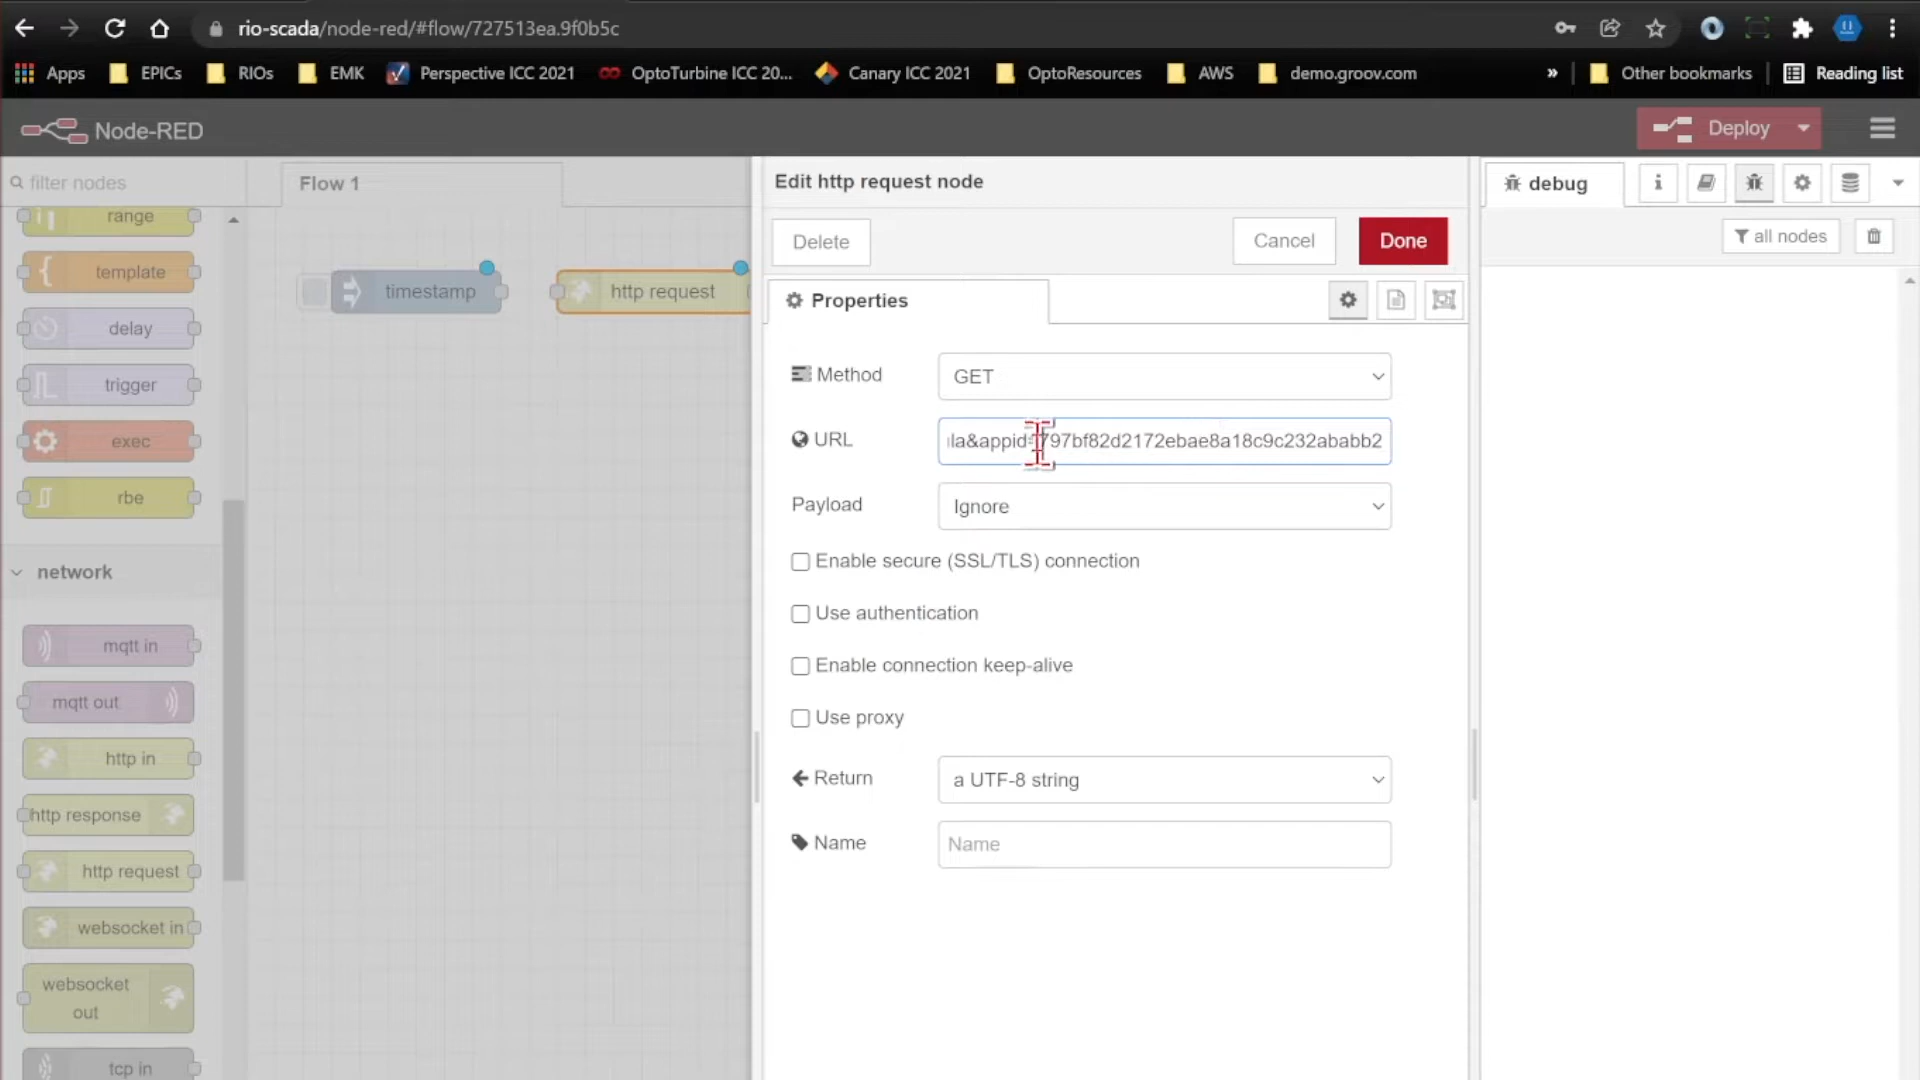 rio-scada/node-red/#flow/727513ea.9f0b5c
Apps EPICs RIOs EMK Perspective ICC 2021 OptoTurbine ICC 20... Canary ICC 2021 OptoResources AWS demo.groov.com » Other bookmarks Reading list
Node-RED Deploy
filter nodes
Flow 1
range
template
delay
trigger
exec
rbe
network
mqtt in
mqtt out
http in
http response
http request
websocket in
websocket
out
tcp in
timestamp
http request
Edit http request node
Delete Cancel Done
Properties
Method GET
URL la&appid=797bf82d2172ebae8a18c9c232ababb2
Payload Ignore
Enable secure (SSL/TLS) connection
Use authentication
Enable connection keep-alive
Use proxy
Return a UTF-8 string
Name Name
debug i
all nodes